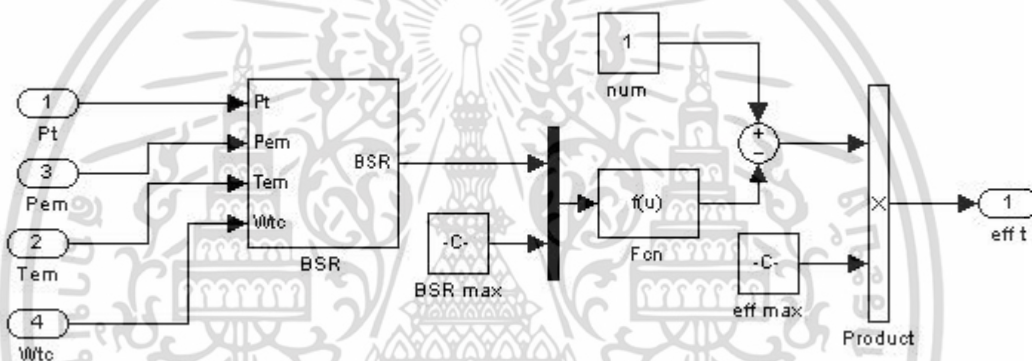 1
Pt
3
Pem
2
Tem
4
Wtc
Pt
Pem
Tem
Wtc
BSR
BSR
-C-
BSR max
1
num
f(u)
Fcn
+
−
-C-
eff max
×
Product
1
eff t